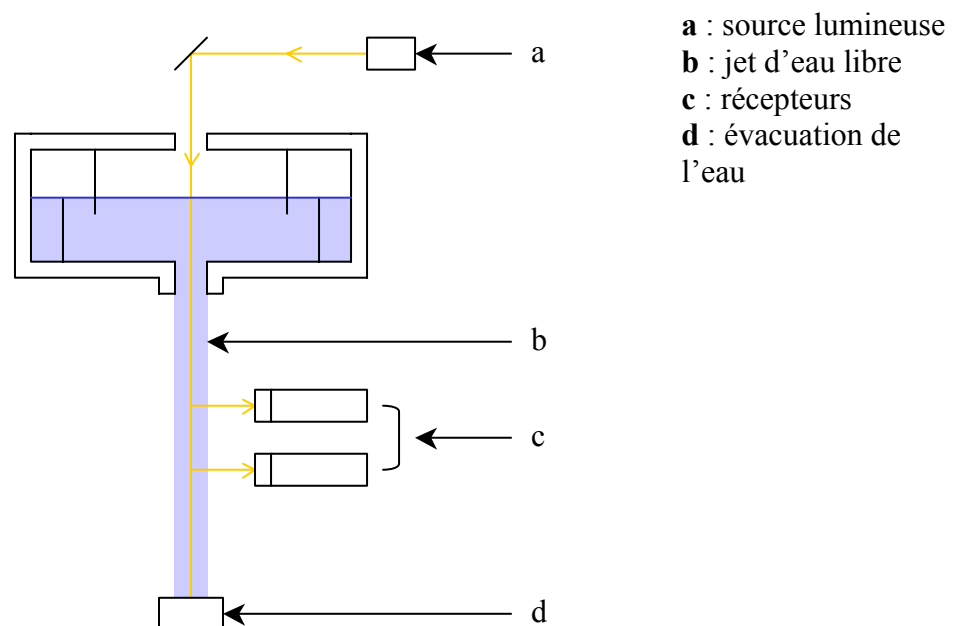 a : source lumineuse
b : jet d’eau libre
c : récepteurs
d : évacuation de
l’eau
a
b
c
d